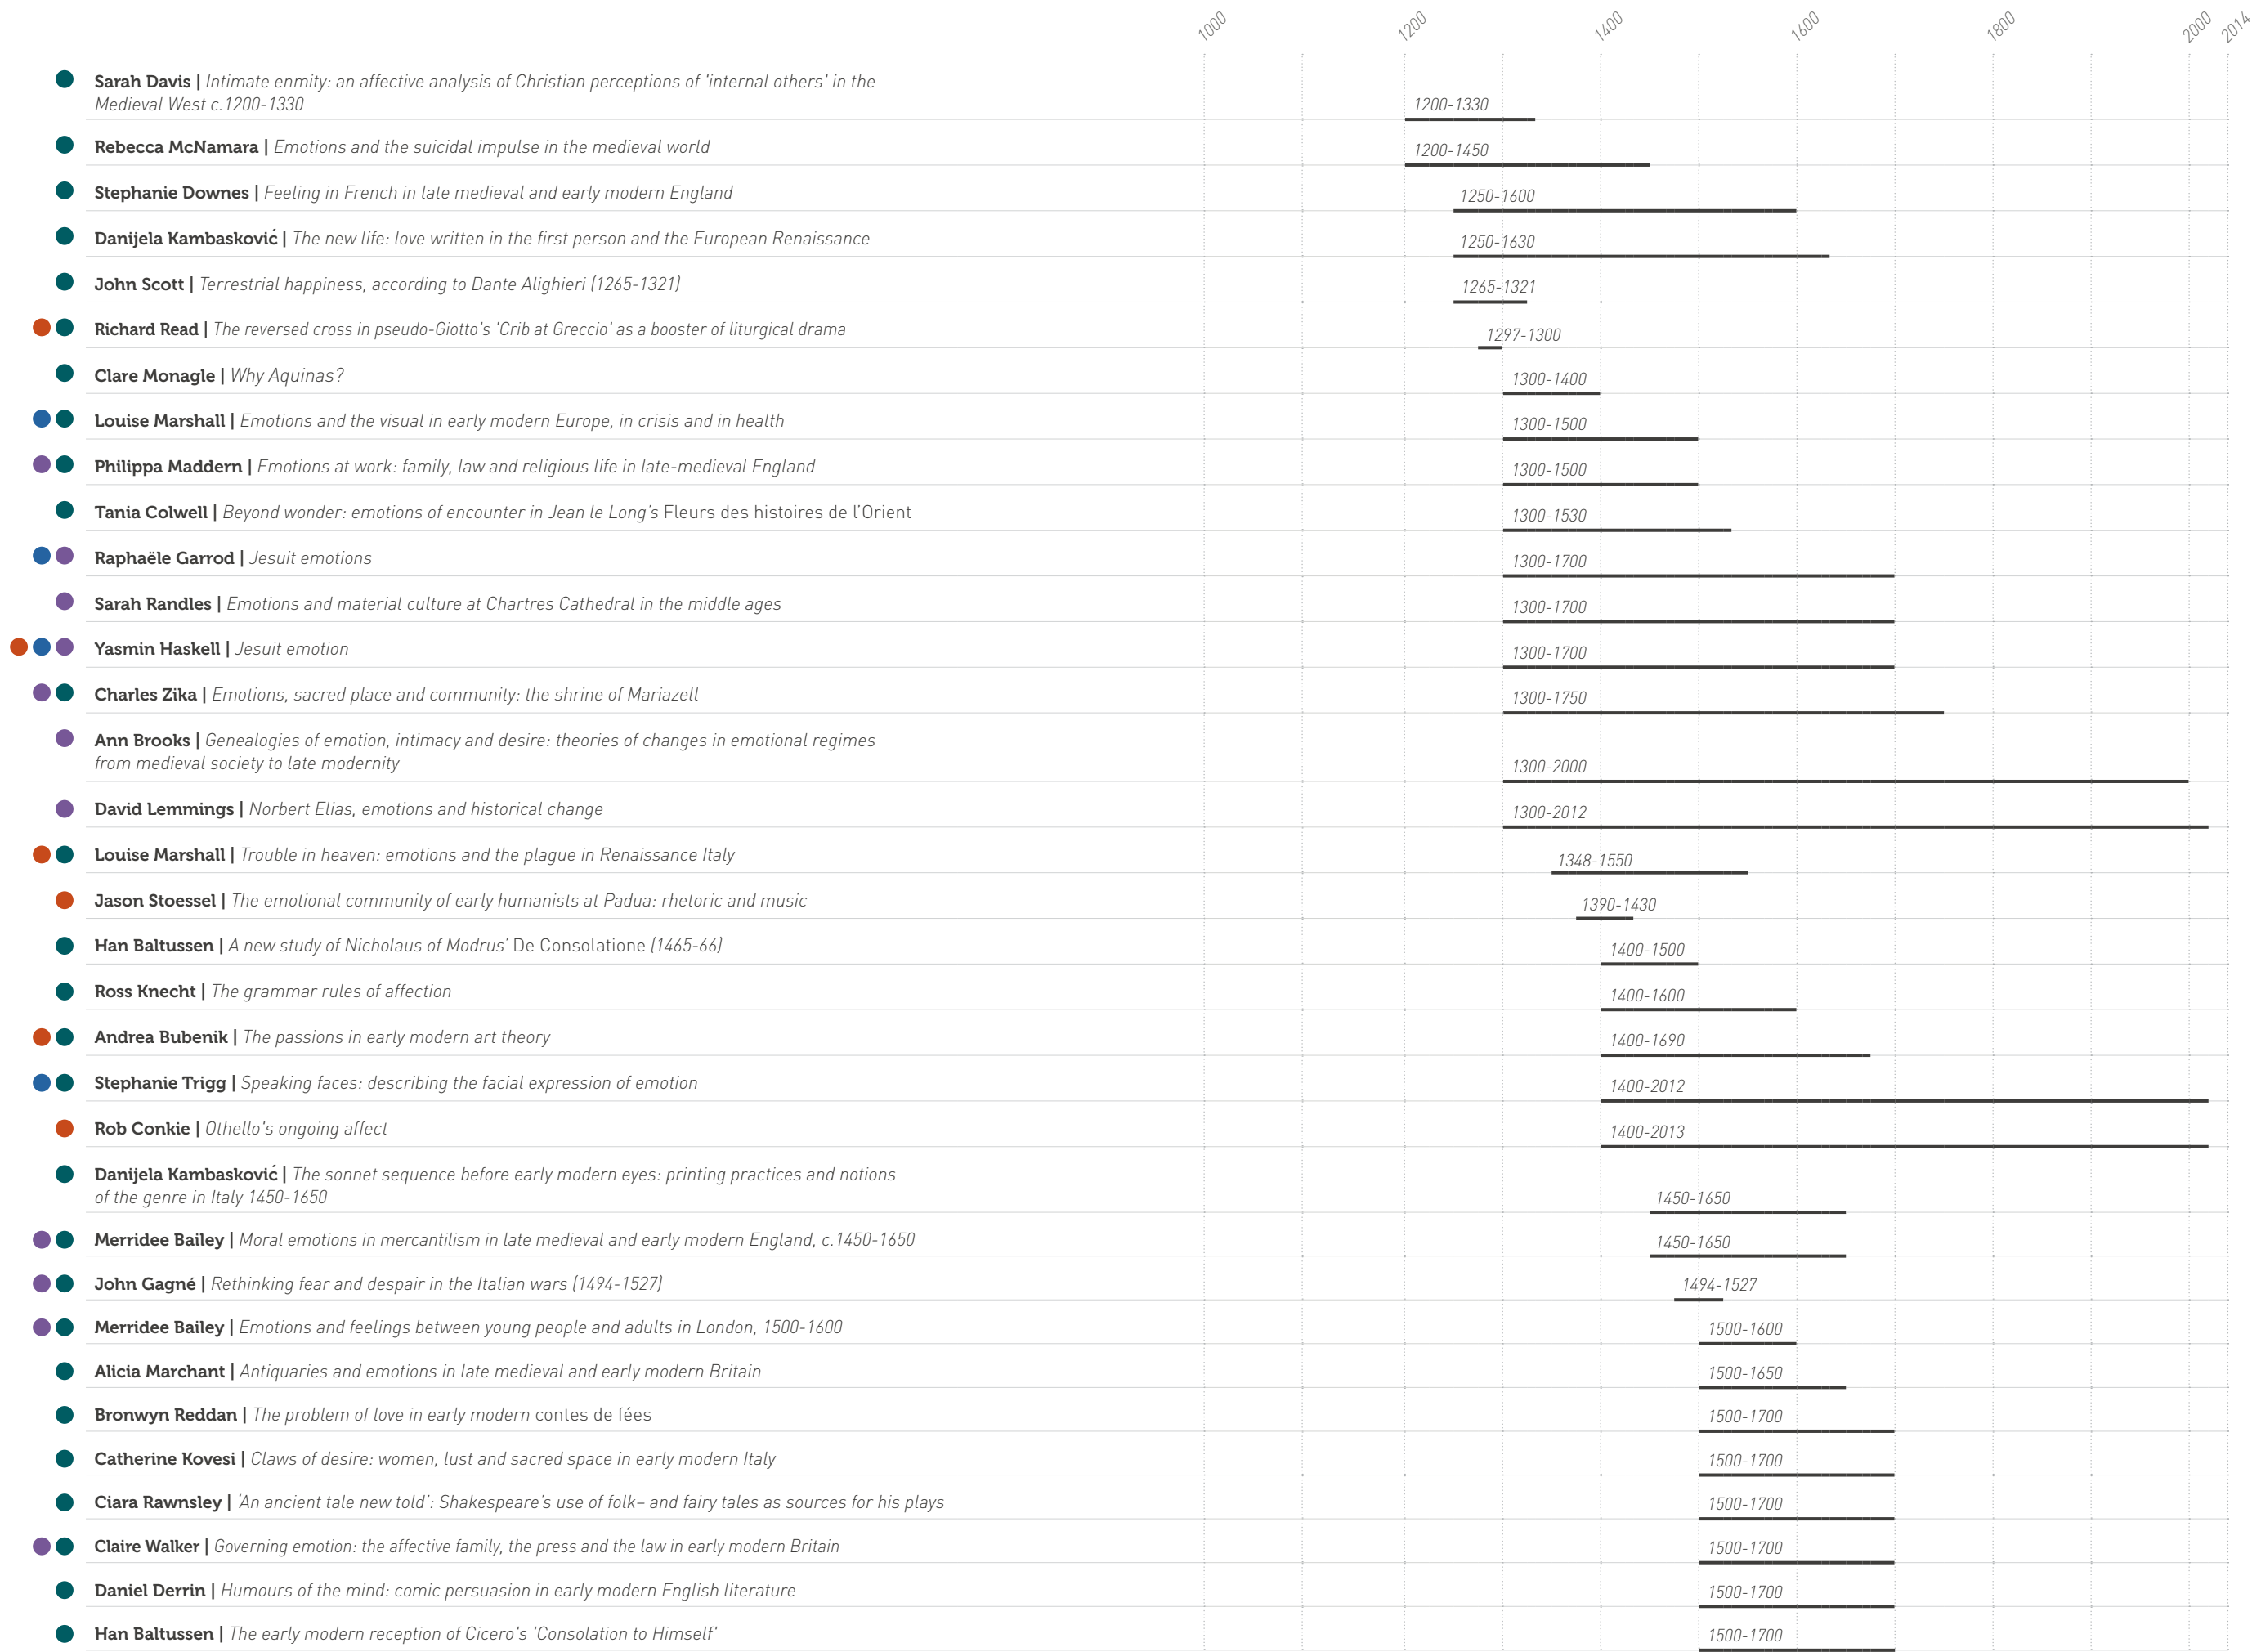 1000 1200 1400 1600 1800 2000 2014
Sarah Davis | Intimate enmity: an affective analysis of Christian perceptions of 'internal others' in the
Medieval West c.1200-1330
1200-1330
Rebecca McNamara | Emotions and the suicidal impulse in the medieval world
1200-1450
Stephanie Downes | Feeling in French in late medieval and early modern England
1250-1600
Danijela Kambasković | The new life: love written in the first person and the European Renaissance
1250-1630
John Scott | Terrestrial happiness, according to Dante Alighieri (1265-1321)
1265-1321
Richard Read | The reversed cross in pseudo-Giotto's 'Crib at Greccio' as a booster of liturgical drama
1297-1300
Clare Monagle | Why Aquinas?
1300-1400
Louise Marshall | Emotions and the visual in early modern Europe, in crisis and in health
1300-1500
Philippa Maddern | Emotions at work: family, law and religious life in late-medieval England
1300-1500
Tania Colwell | Beyond wonder: emotions of encounter in Jean le Long's Fleurs des histoires de l'Orient
1300-1530
Raphaële Garrod | Jesuit emotions
1300-1700
Sarah Randles | Emotions and material culture at Chartres Cathedral in the middle ages
1300-1700
Yasmin Haskell | Jesuit emotion
1300-1700
Charles Zika | Emotions, sacred place and community: the shrine of Mariazell
1300-1750
Ann Brooks | Genealogies of emotion, intimacy and desire: theories of changes in emotional regimes
from medieval society to late modernity
1300-2000
David Lemmings | Norbert Elias, emotions and historical change
1300-2012
Louise Marshall | Trouble in heaven: emotions and the plague in Renaissance Italy
1348-1550
Jason Stoessel | The emotional community of early humanists at Padua: rhetoric and music
1390-1430
Han Baltussen | A new study of Nicholaus of Modrus' De Consolatione (1465-66)
1400-1500
Ross Knecht | The grammar rules of affection
1400-1600
Andrea Bubenik | The passions in early modern art theory
1400-1690
Stephanie Trigg | Speaking faces: describing the facial expression of emotion
1400-2012
Rob Conkie | Othello's ongoing affect
1400-2013
Danijela Kambasković | The sonnet sequence before early modern eyes: printing practices and notions
of the genre in Italy 1450-1650
1450-1650
Merridee Bailey | Moral emotions in mercantilism in late medieval and early modern England, c.1450-1650
1450-1650
John Gagné | Rethinking fear and despair in the Italian wars (1494-1527)
1494-1527
Merridee Bailey | Emotions and feelings between young people and adults in London, 1500-1600
1500-1600
Alicia Marchant | Antiquaries and emotions in late medieval and early modern Britain
1500-1650
Bronwyn Reddan | The problem of love in early modern contes de fées
1500-1700
Catherine Kovesi | Claws of desire: women, lust and sacred space in early modern Italy
1500-1700
Ciara Rawnsley | 'An ancient tale new told': Shakespeare's use of folk– and fairy tales as sources for his plays
1500-1700
Claire Walker | Governing emotion: the affective family, the press and the law in early modern Britain
1500-1700
Daniel Derrin | Humours of the mind: comic persuasion in early modern English literature
1500-1700
Han Baltussen | The early modern reception of Cicero's 'Consolation to Himself'
1500-1700